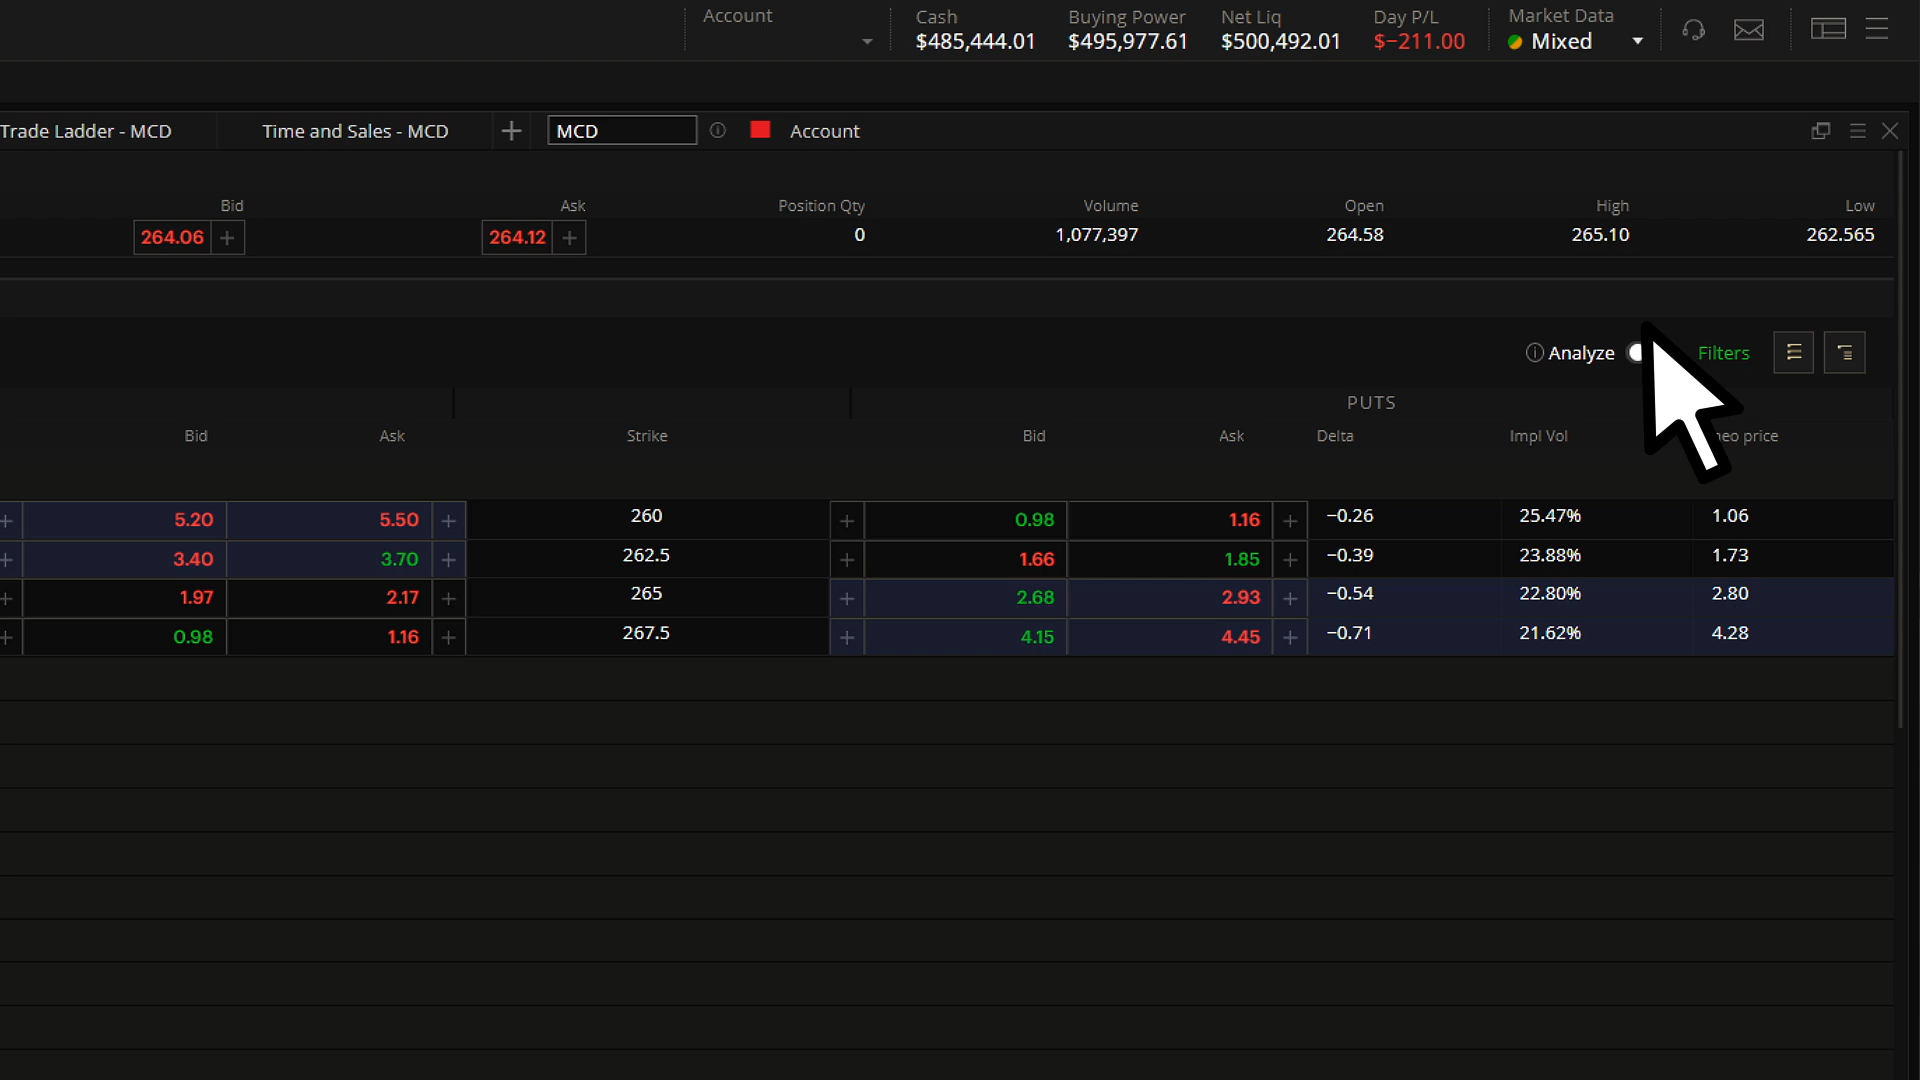 Account Cash Buying Power Net Liq Day P/L Market Data
$485,444.01 $495,977.61 $500,492.01 $−211.00 Mixed
Trade Ladder - MCD Time and Sales - MCD + MCD Account
Bid Ask Position Qty Volume Open High Low
264.06 + 264.12 + 0 1,077,397 264.58 265.10 262.565
Analyze Filters
PUTS
Bid Ask Strike Bid Ask Delta Impl Vol price
+ 5.20 5.50 + 260 + 0.98 1.16 + −0.26 25.47% 1.06
+ 3.40 3.70 + 262.5 + 1.66 1.85 + −0.39 23.88% 1.73
+ 1.97 2.17 + 265 + 2.68 2.93 + −0.54 22.80% 2.80
+ 0.98 1.16 + 267.5 + 4.15 4.45 + −0.71 21.62% 4.28